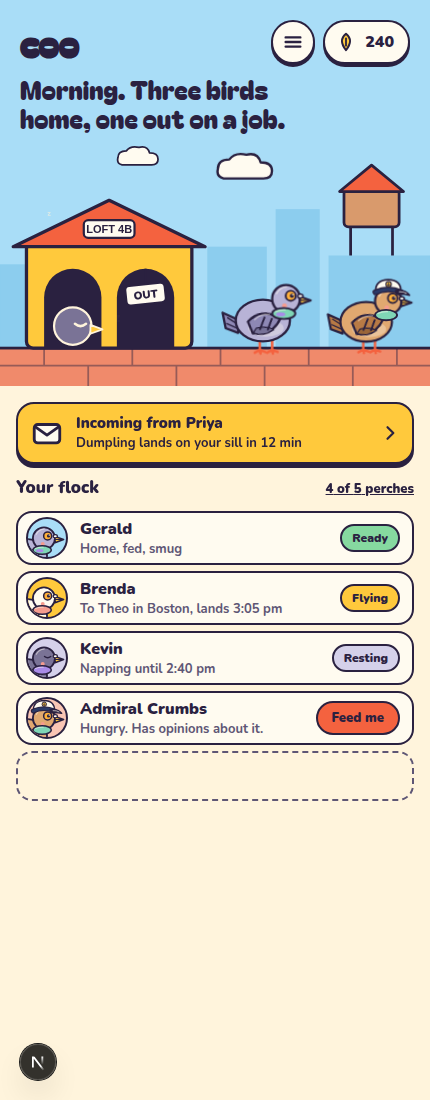 coo
240
Morning. Three birds
home, one out on a job.
LOFT 4B
OUT
z
Incoming from Priya
Dumpling lands on your sill in 12 min
Your flock
4 of 5 perches
Gerald
Home, fed, smug
Ready
Brenda
To Theo in Boston, lands 3:05 pm
Flying
Kevin
Napping until 2:40 pm
Resting
Admiral Crumbs
Hungry. Has opinions about it.
Feed me
N